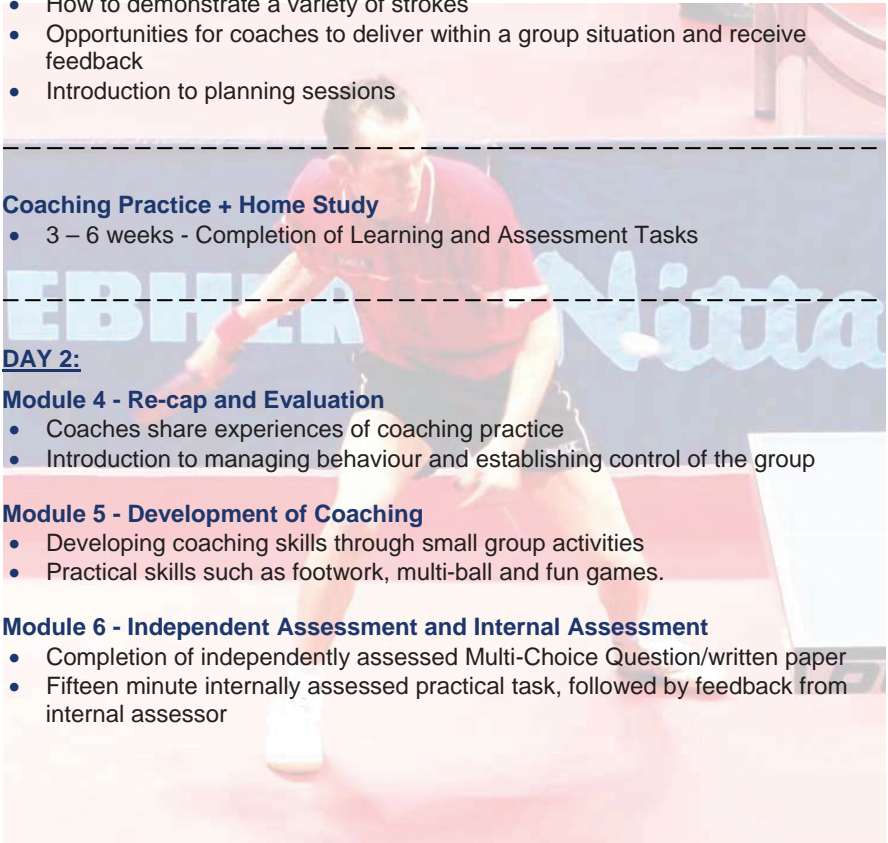 • How to demonstrate a variety of strokes
• Opportunities for coaches to deliver within a group situation and receive
feedback
• Introduction to planning sessions
Coaching Practice + Home Study
• 3 – 6 weeks - Completion of Learning and Assessment Tasks
EBHER Nitta
DAY 2:
Module 4 - Re-cap and Evaluation
• Coaches share experiences of coaching practice
• Introduction to managing behaviour and establishing control of the group
Module 5 - Development of Coaching
• Developing coaching skills through small group activities
• Practical skills such as footwork, multi-ball and fun games.
Module 6 - Independent Assessment and Internal Assessment
• Completion of independently assessed Multi-Choice Question/written paper
• Fifteen minute internally assessed practical task, followed by feedback from
internal assessor